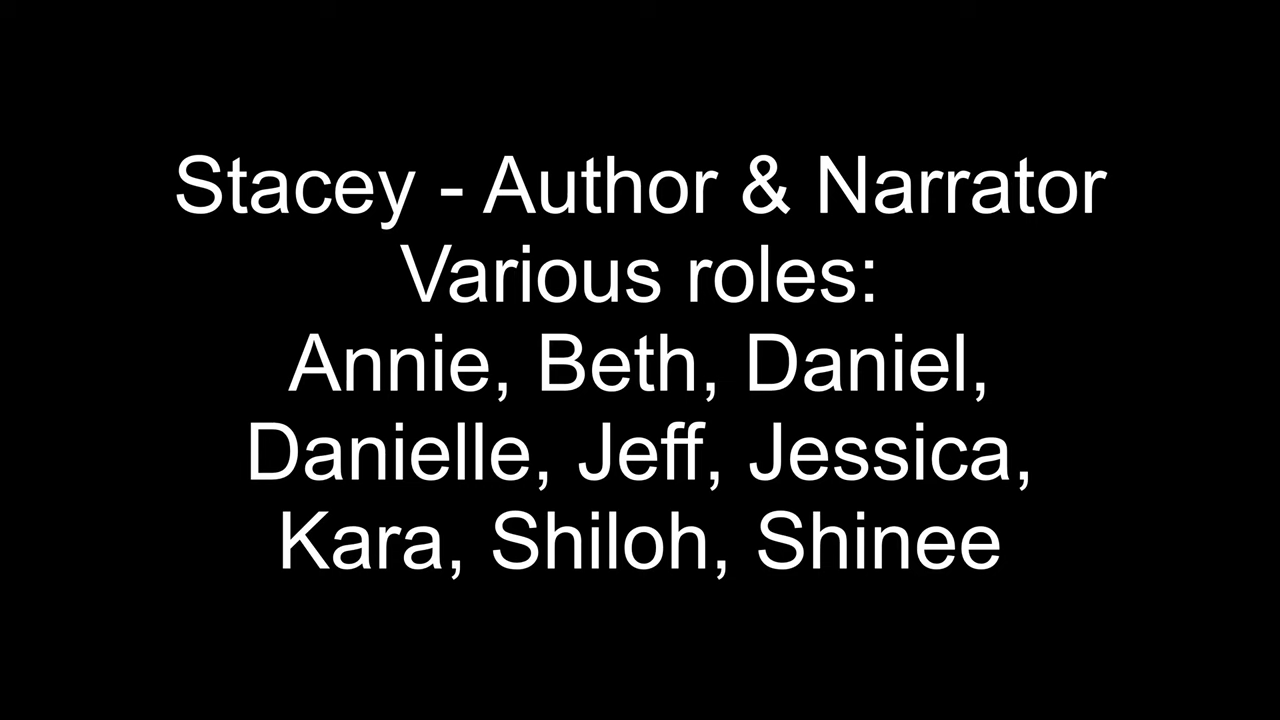 Stacey - Author & Narrator
Various roles:
Annie, Beth, Daniel,
Danielle, Jeff, Jessica,
Kara, Shiloh, Shinee